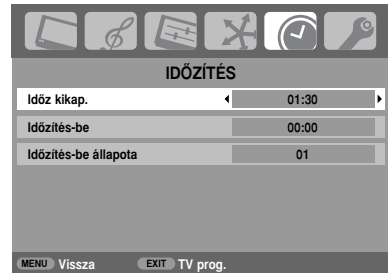 IDŐZÍTÉS
Időz kikap. 01:30
Időzítés-be 00:00
Időzítés-be állapota 01
MENU Vissza EXIT TV prog.